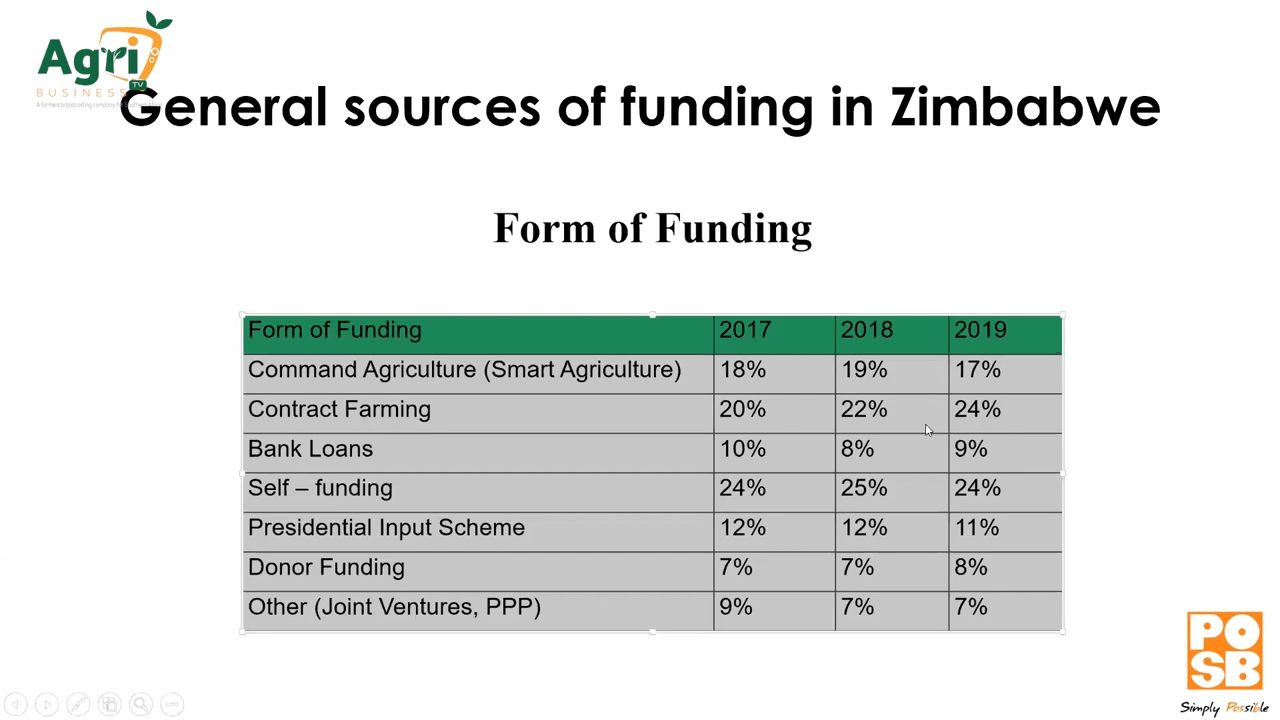 Agri
BUSINESS TV
General sources of funding in Zimbabwe
Form of Funding
Form of Funding 2017 2018 2019
Command Agriculture (Smart Agriculture) 18% 19% 17%
Contract Farming 20% 22% 24%
Bank Loans 10% 8% 9%
Self – funding 24% 25% 24%
Presidential Input Scheme 12% 12% 11%
Donor Funding 7% 7% 8%
Other (Joint Ventures, PPP) 9% 7% 7%
PO
SB
Simply Possible